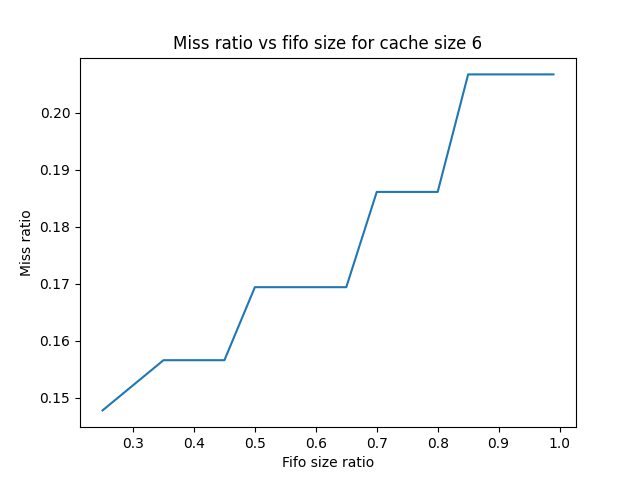 Miss ratio vs fifo size for cache size 6
0.20
0.19
0.18
0.17
0.16
0.15
Miss ratio
0.3 0.4 0.5 0.6 0.7 0.8 0.9 1.0
Fifo size ratio